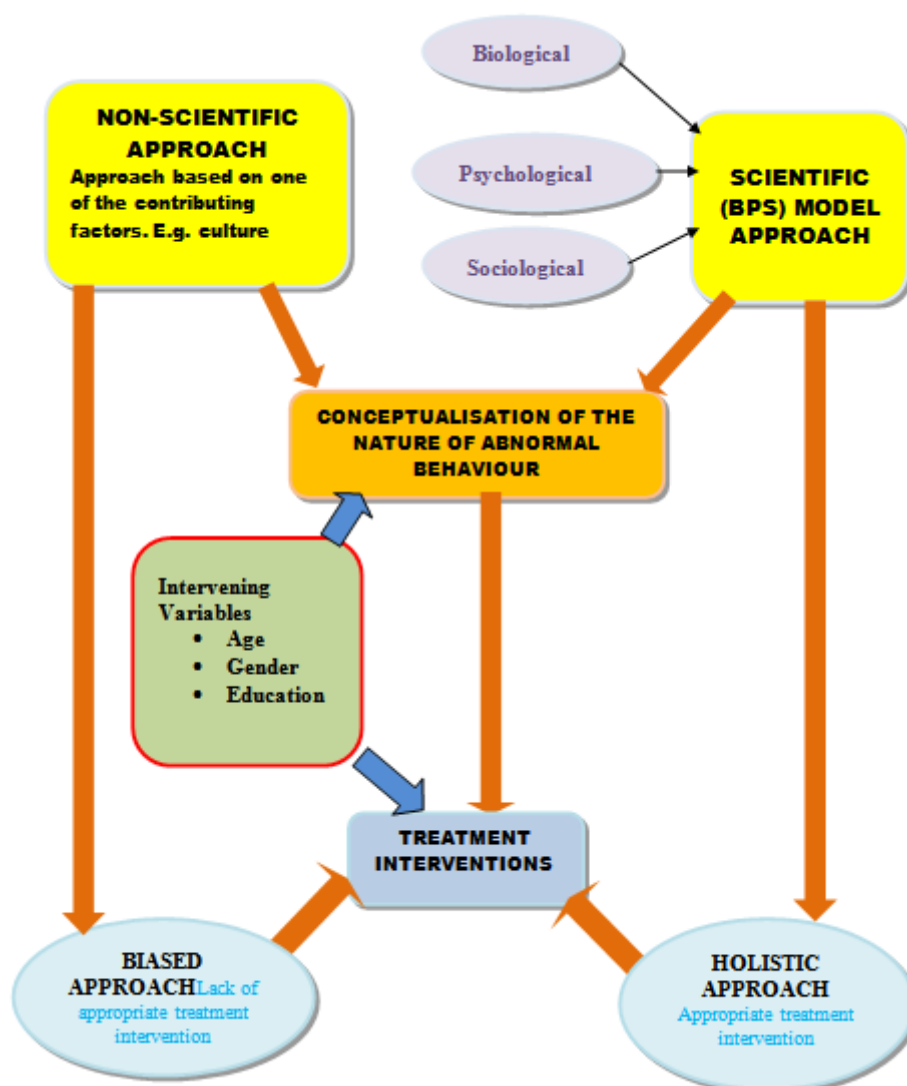 Biological
NON-SCIENTIFIC
APPROACH
Approach based on one
of the contributing
factors. E.g. culture
Psychological
SCIENTIFIC
(BPS) MODEL
APPROACH
Sociological
CONCEPTUALISATION OF THE
NATURE OF ABNORMAL
BEHAVIOUR
Intervening
Variables
• Age
• Gender
• Education
TREATMENT
INTERVENTIONS
BIASED
APPROACHLack of
appropriate treatment
intervention
HOLISTIC
APPROACH
Appropriate treatment
intervention